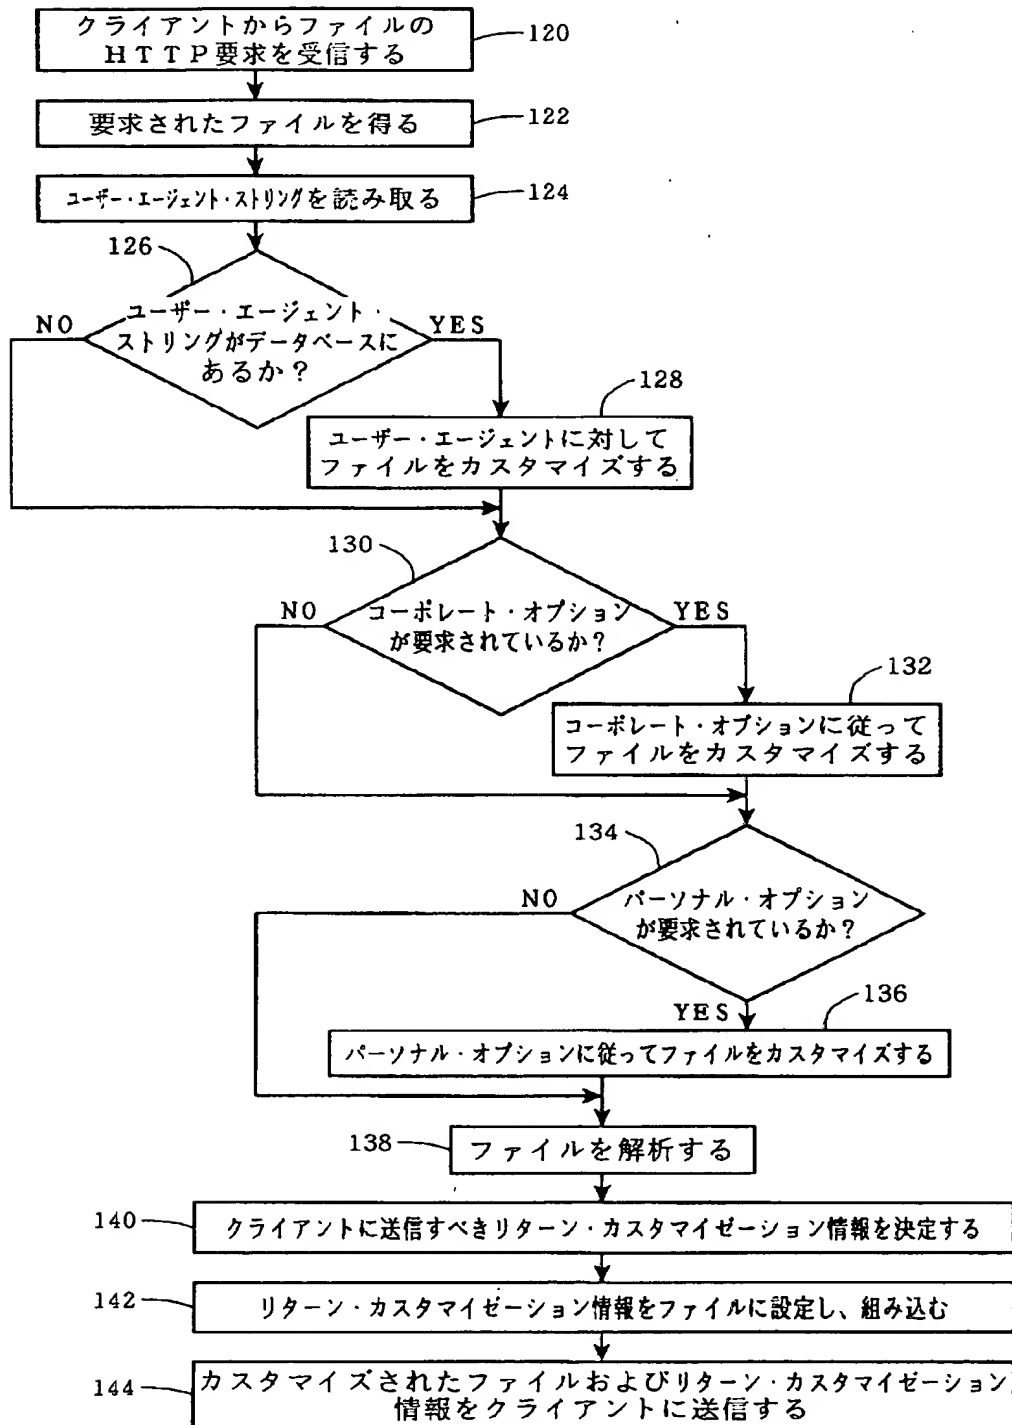 クライアントからファイルの
HTTP要求を受信する
120
要求されたファイルを得る
122
ユーザー・エージェント・ストリングを読み取る
124
126
ユーザー・エージェント・
ストリングがデータベースに
あるか？
NO
YES
128
ユーザー・エージェントに対して
ファイルをカスタマイズする
130
コーポレート・オプション
が要求されているか？
NO
YES
132
コーポレート・オプションに従って
ファイルをカスタマイズする
134
パーソナル・オプション
が要求されているか？
NO
YES
136
パーソナル・オプションに従ってファイルをカスタマイズする
138
ファイルを解析する
140
クライアントに送信すべきリターン・カスタマイゼーション情報を決定する
142
リターン・カスタマイゼーション情報をファイルに設定し、組み込む
144
カスタマイズされたファイルおよびリターン・カスタマイゼーション
情報をクライアントに送信する